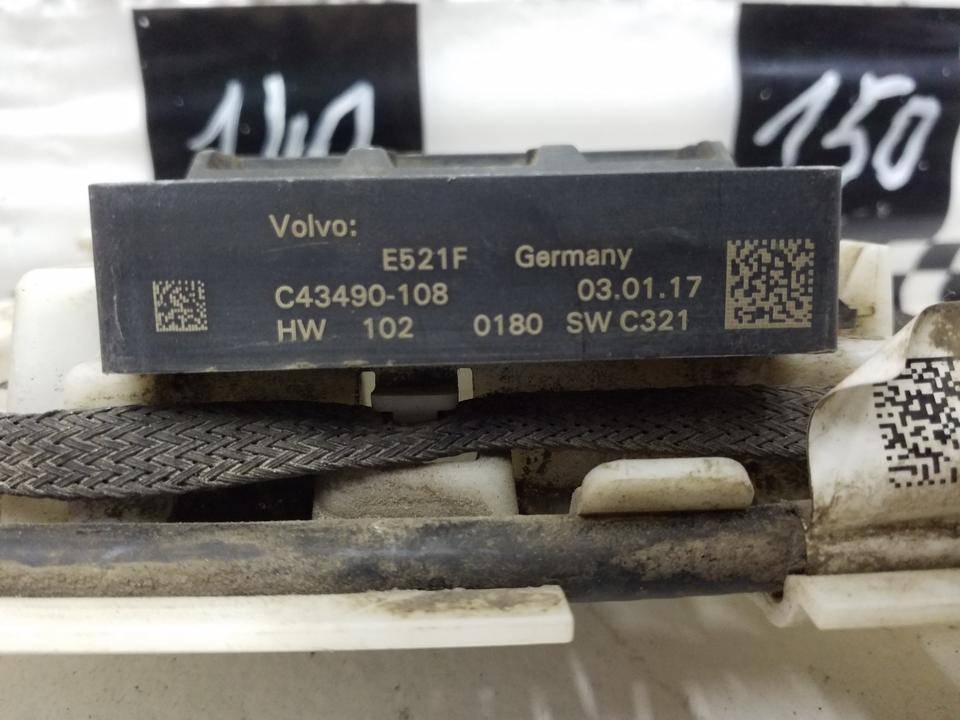 140
150
Volvo:
E521F Germany
C43490-108 03.01.17
HW 102 0180 SW C321